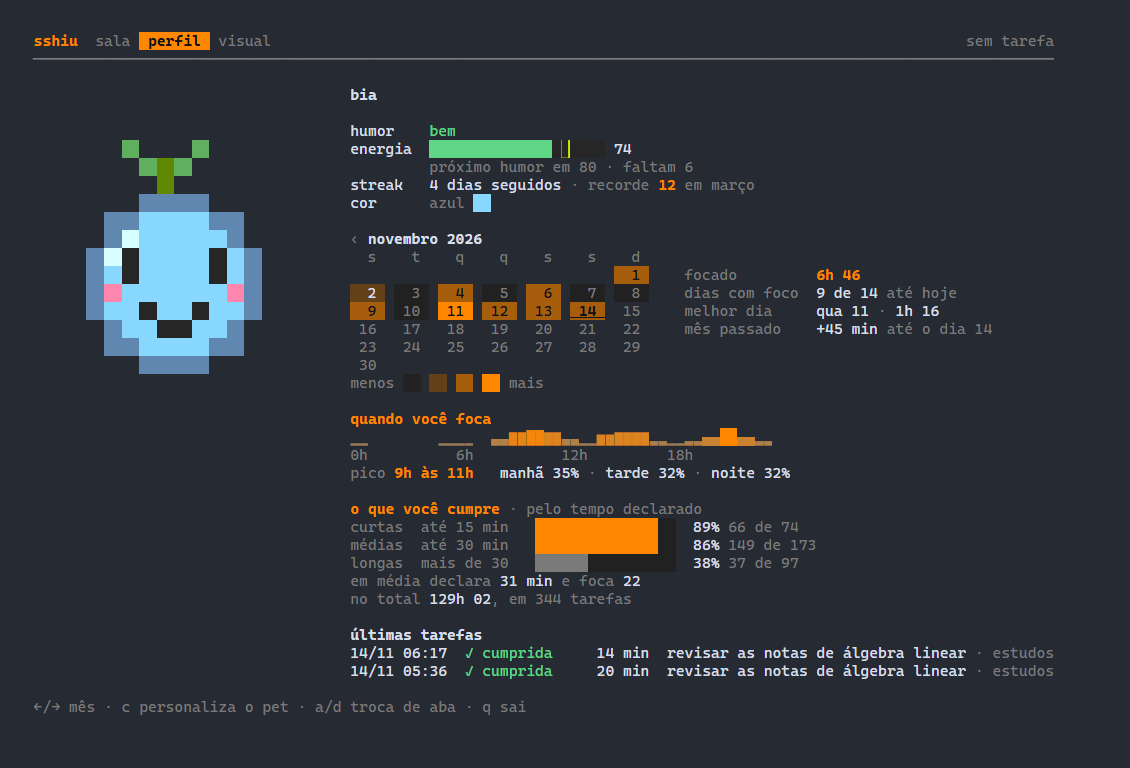 sshiu sala perfil visual sem tarefa
bia
humor bem
energia 74
próximo humor em 80 · faltam 6
streak 4 dias seguidos · recorde 12 em março
cor azul
‹ novembro 2026
s t q q s s d
1
2 3 4 5 6 7 8
9 10 11 12 13 14 15
16 17 18 19 20 21 22
23 24 25 26 27 28 29
30
menos mais
focado 6h 46
dias com foco 9 de 14 até hoje
melhor dia qua 11 · 1h 16
mês passado +45 min até o dia 14
quando você foca
0h 6h 12h 18h
pico 9h às 11h manhã 35% · tarde 32% · noite 32%
o que você cumpre · pelo tempo declarado
curtas até 15 min 89% 66 de 74
médias até 30 min 86% 149 de 173
longas mais de 30 38% 37 de 97
em média declara 31 min e foca 22
no total 129h 02, em 344 tarefas
últimas tarefas
14/11 06:17 ✓ cumprida 14 min revisar as notas de álgebra linear · estudos
14/11 05:36 ✓ cumprida 20 min revisar as notas de álgebra linear · estudos
←/→ mês · c personaliza o pet · a/d troca de aba · q sai